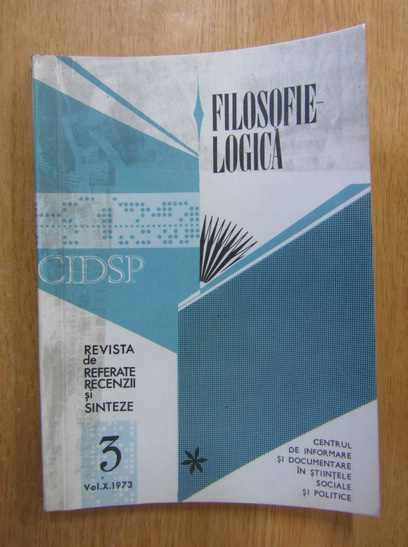 FILOSOFIE-
LOGICĂ
CIDSP
REVISTA
de
REFERATE
RECENZII
și
SINTEZE
3
Vol.X.1973
CENTRUL
DE INFORMARE
ȘI DOCUMENTARE
ÎN ȘTIINȚELE
SOCIALE
ȘI POLITICE